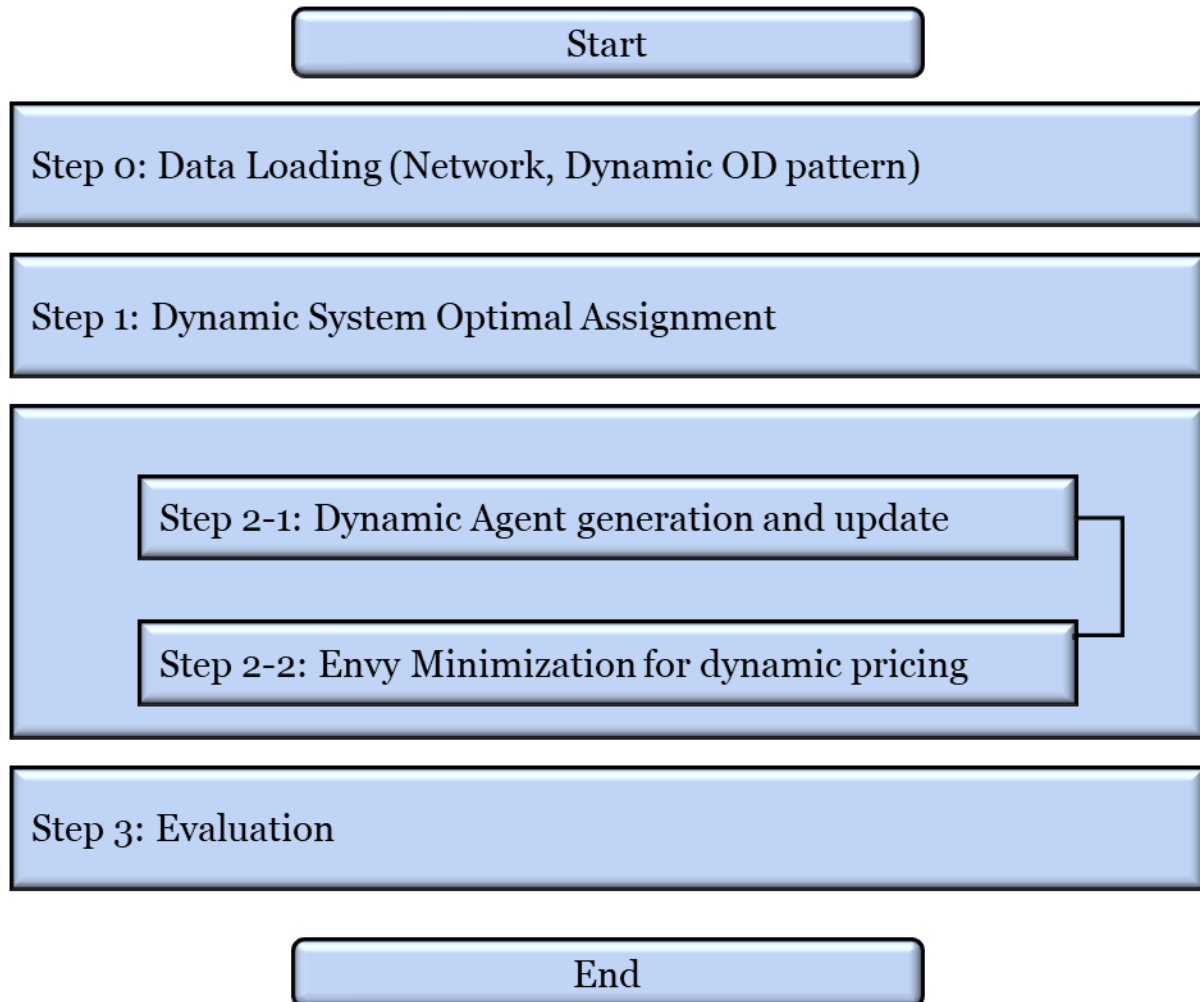 Start
Step 0: Data Loading (Network, Dynamic OD pattern)
Step 1: Dynamic System Optimal Assignment
Step 2-1: Dynamic Agent generation and update
Step 2-2: Envy Minimization for dynamic pricing
Step 3: Evaluation
End